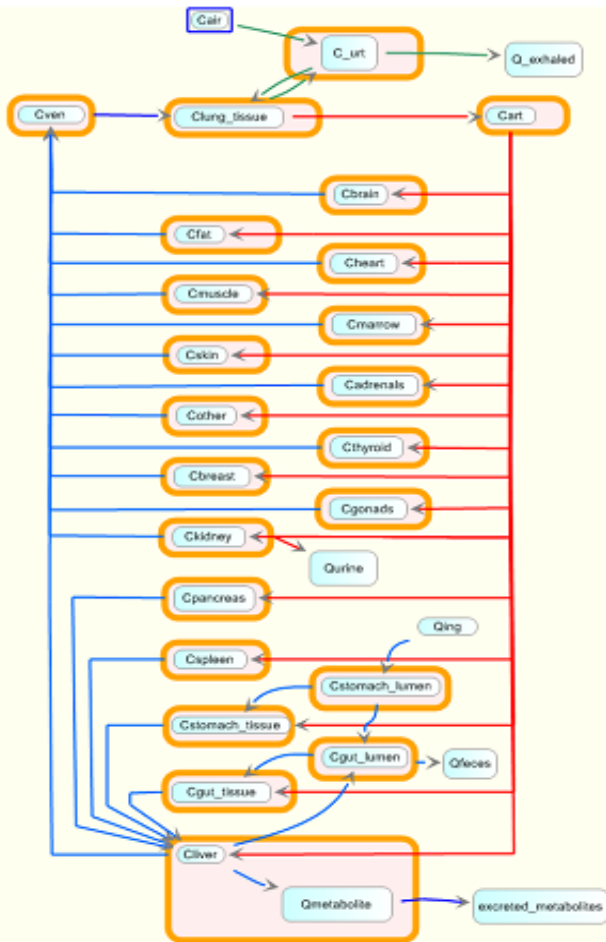 Cair
C_urt
Q_exhaled
Cven
Clung_tissue
Cart
Cbrain
Cfat
Cheart
Cmuscle
Cmarrow
Cskin
Cadrenals
Cother
Cthyroid
Cbreast
Cgonads
Ckidney
Qurine
Cpancreas
Qing
Cspleen
Cstomach_lumen
Cstomach_tissue
Cgut_lumen
Qfeces
Cgut_tissue
Cliver
Qmetabolite
excreted_metabolites